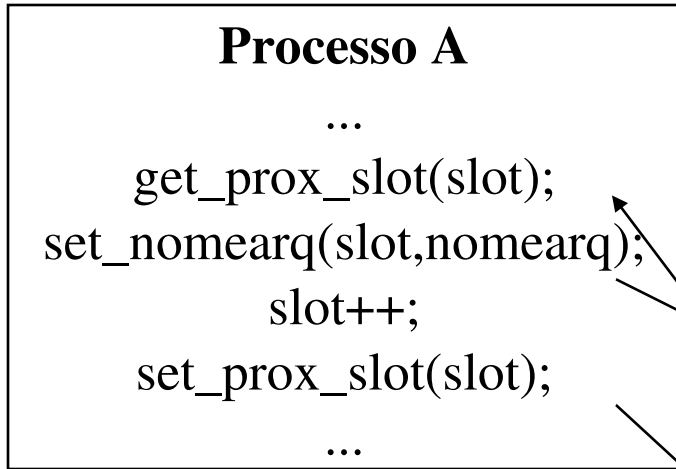 Processo A
...
get_prox_slot(slot);
set_nomearq(slot,nomearq);
slot++;
set_prox_slot(slot);
...